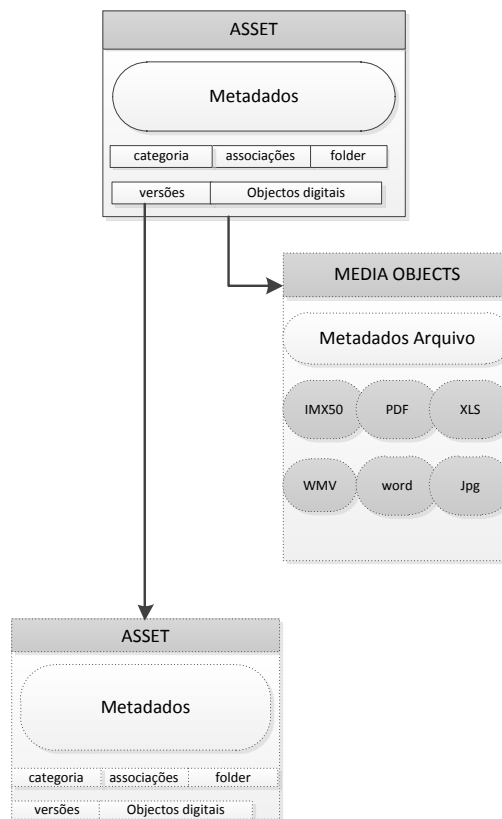 ASSET
Metadados
categoria associações folder
versões Objectos digitais
MEDIA OBJECTS
Metadados Arquivo
IMX50 PDF XLS
WMV word Jpg
ASSET
Metadados
categoria associações folder
versões Objectos digitais